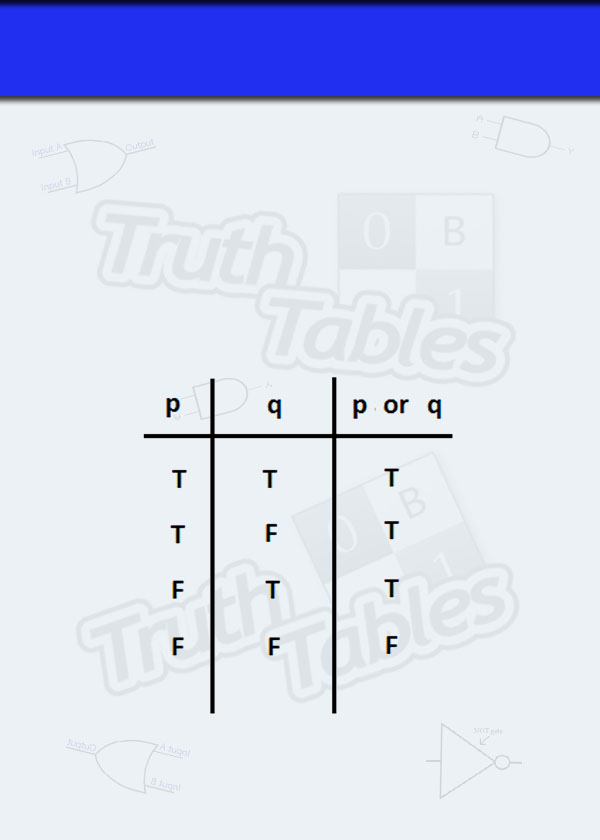 Input A
Output
Input B
A
B
Y
Truth
0 B
1
Tables
p q p or q
T T T
T F T
F T T
F F F
0 B
1
Truth Tables
Output
Input A
Input B
NOT gate